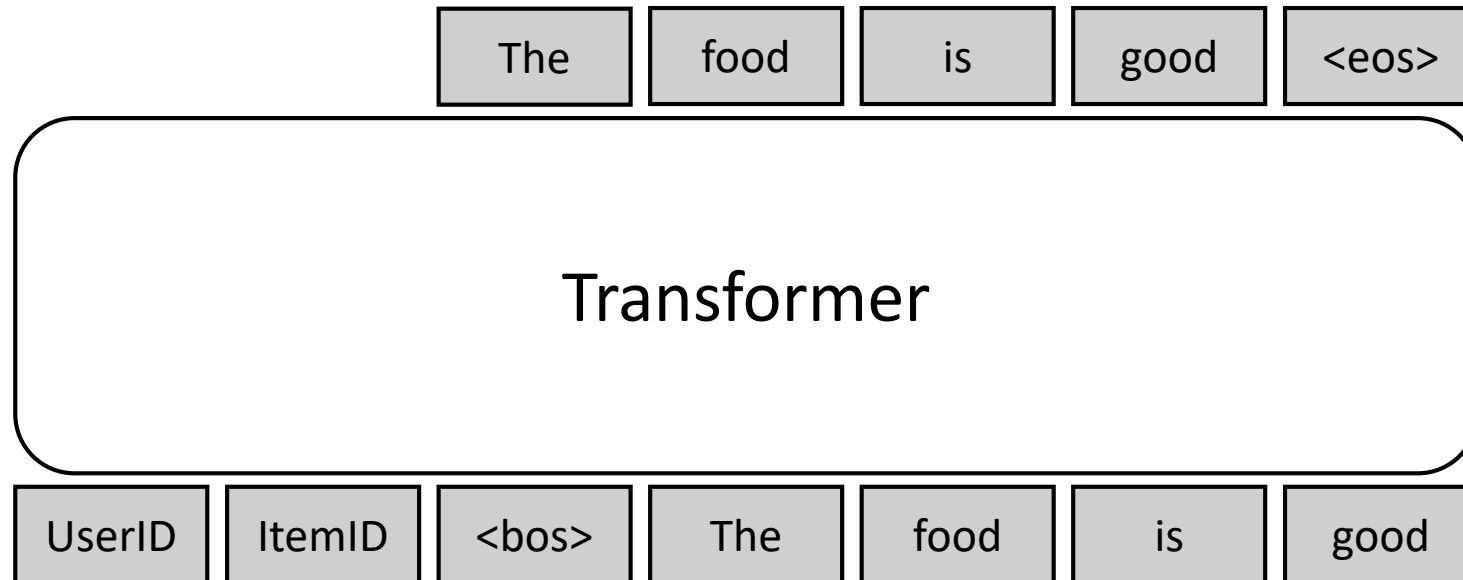 The food is good <eos>
Transformer
UserID ItemID <bos> The food is good